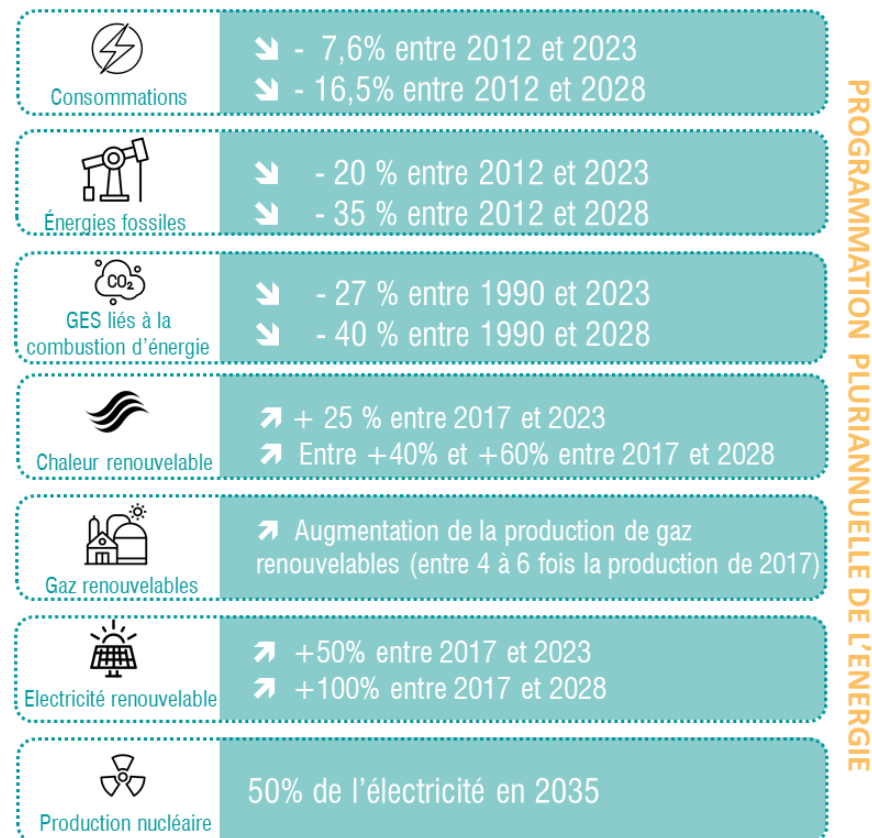 Consommations
- 7,6% entre 2012 et 2023
- 16,5% entre 2012 et 2028
Énergies fossiles
- 20 % entre 2012 et 2023
- 35 % entre 2012 et 2028
CO₂
GES liés à la
combustion d'énergie
- 27 % entre 1990 et 2023
- 40 % entre 1990 et 2028
Chaleur renouvelable
+ 25 % entre 2017 et 2023
Entre +40% et +60% entre 2017 et 2028
Gaz renouvelables
Augmentation de la production de gaz
renouvelables (entre 4 à 6 fois la production de 2017)
Electricité renouvelable
+50% entre 2017 et 2023
+100% entre 2017 et 2028
Production nucléaire
50% de l'électricité en 2035
PROGRAMMATION PLURIANNUELLE DE L'ENERGIE